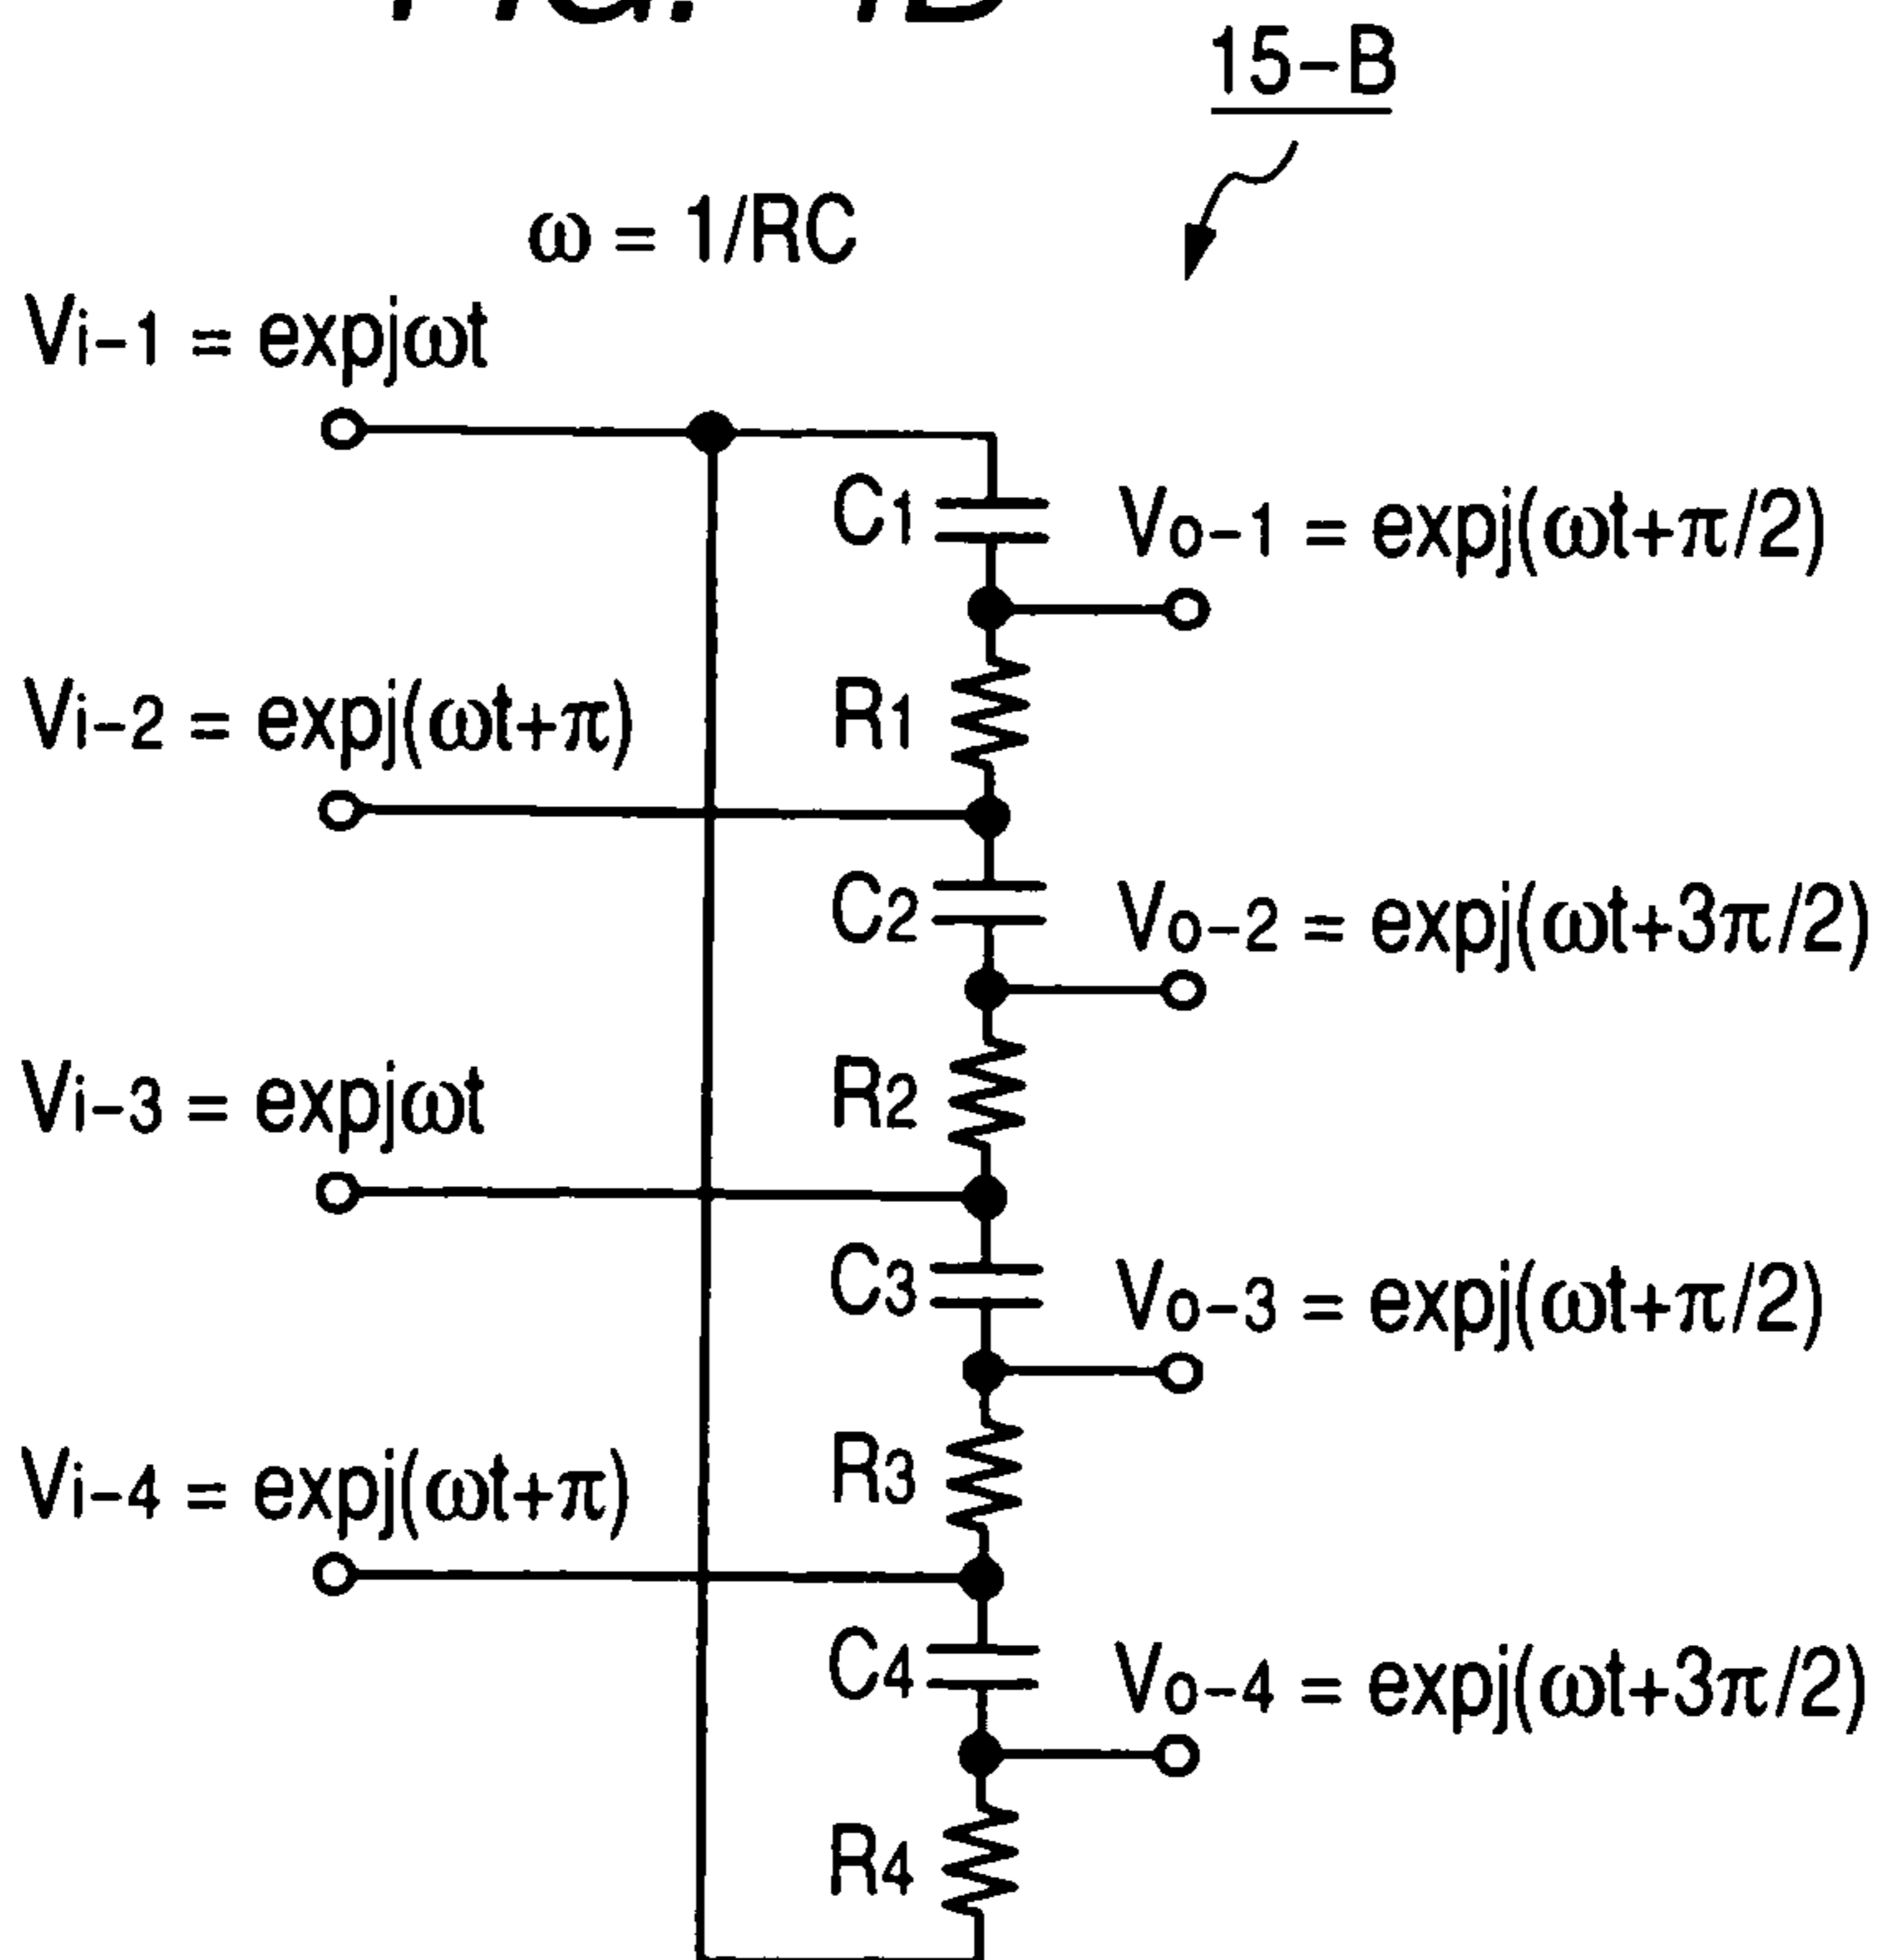 15-B
ω = 1/RC
Vi-1 = expjωt
C1
Vo-1 = expj(ωt+π/2)
Vi-2 = expj(ωt+π)
R1
C2
Vo-2 = expj(ωt+3π/2)
Vi-3 = expjωt
R2
C3
Vo-3 = expj(ωt+π/2)
Vi-4 = expj(ωt+π)
R3
C4
Vo-4 = expj(ωt+3π/2)
R4